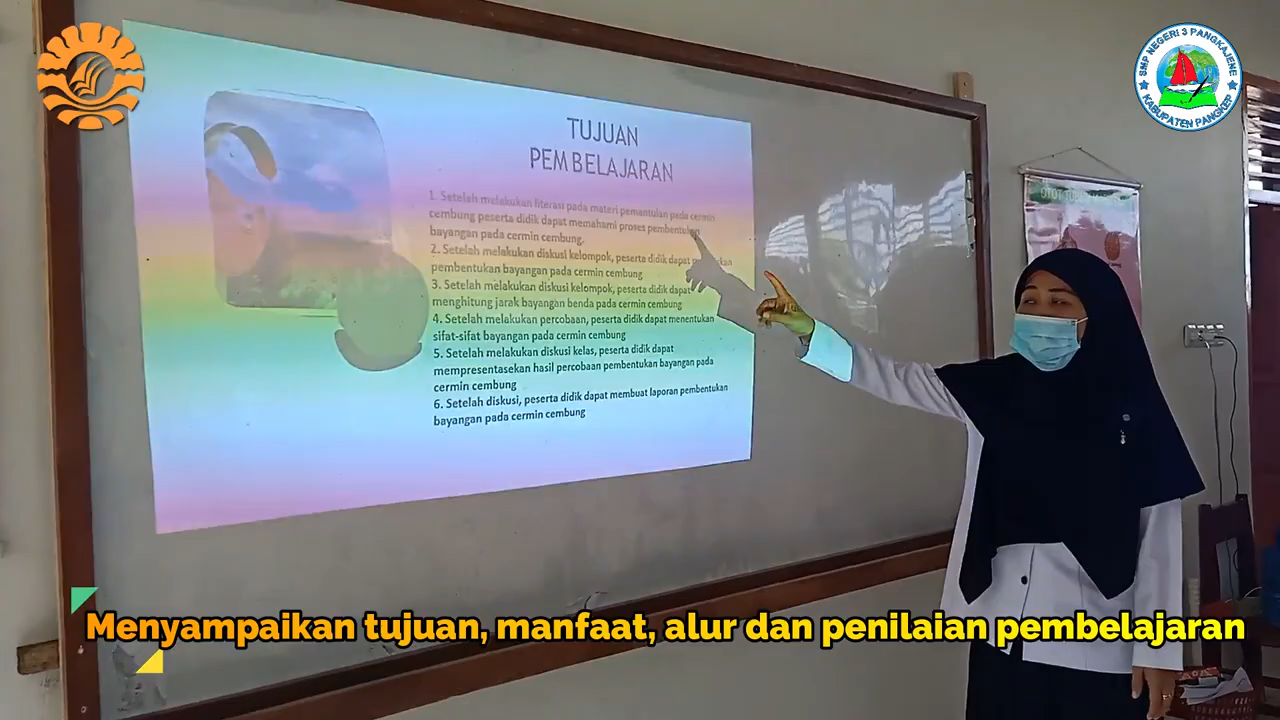 SMP NEGERI 3 PANGKAJENE
KABUPATEN PANGKEP
TUJUAN
PEMBELAJARAN
1. Setelah melakukan literasi pada materi pemantulan pada cermin
cembung peserta didik dapat memahami proses pembentukan
bayangan pada cermin cembung.
2. Setelah melakukan diskusi kelompok, peserta didik dapat
pembentukan bayangan pada cermin cembung
3. Setelah melakukan diskusi kelompok, peserta didik dapat
menghitung jarak bayangan benda pada cermin cembung
4. Setelah melakukan percobaan, peserta didik dapat menentukan
sifat-sifat bayangan pada cermin cembung
5. Setelah melakukan diskusi kelas, peserta didik dapat
mempresentasekan hasil percobaan pembentukan bayangan pada
cermin cembung
6. Setelah diskusi, peserta didik dapat membuat laporan pembentukan
bayangan pada cermin cembung
Menyampaikan tujuan, manfaat, alur dan penilaian pembelajaran